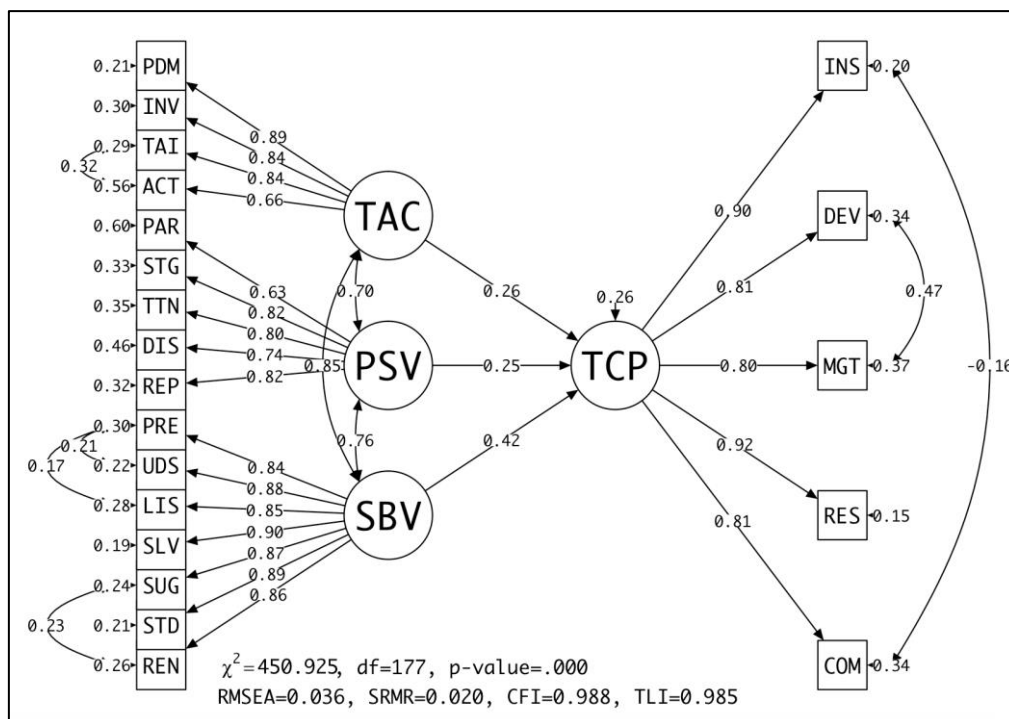 0.21 PDM
0.30 INV
0.29 TAI
0.32
0.56 ACT
0.60 PAR
0.33 STG
0.35 TTN
0.46 DIS
0.32 REP
0.30 PRE
0.21
0.17
0.22 UDS
0.28 LIS
0.19 SLV
0.24 SUG
0.23
0.21 STD
0.26 REN
0.89
0.84
0.84
0.66
0.63
0.82
0.80
0.74
0.82
0.84
0.88
0.85
0.90
0.87
0.89
0.86
TAC
0.70
0.85
PSV
0.76
SBV
0.26
0.25
0.42
0.26
TCP
0.90
0.81
0.80
0.92
0.81
INS 0.20
DEV 0.34
0.47
MGT 0.37
-0.16
RES 0.15
COM 0.34
χ²=450.925, df=177, p-value=.000
RMSEA=0.036, SRMR=0.020, CFI=0.988, TLI=0.985